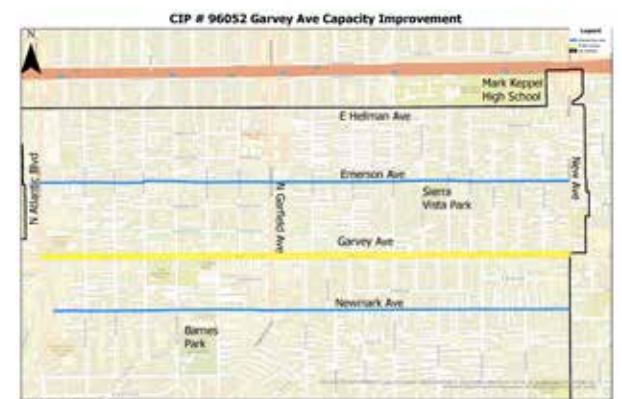 CIP # 96052 Garvey Ave Capacity Improvement
N
Legend
Mark Keppel
High School
E Hellman Ave
N Atlantic Blvd
Emerson Ave
New Ave
Sierra
Vista Park
N Garfield Ave
Garvey Ave
Newmark Ave
Barnes
Park